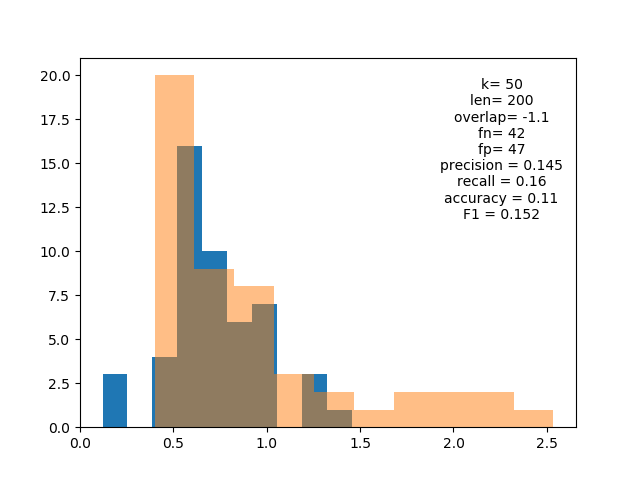 k= 50
len= 200
overlap= -1.1
fn= 42
fp= 47
precision = 0.145
recall = 0.16
accuracy = 0.11
F1 = 0.152
20.0
17.5
15.0
12.5
10.0
7.5
5.0
2.5
0.0
0.0 0.5 1.0 1.5 2.0 2.5